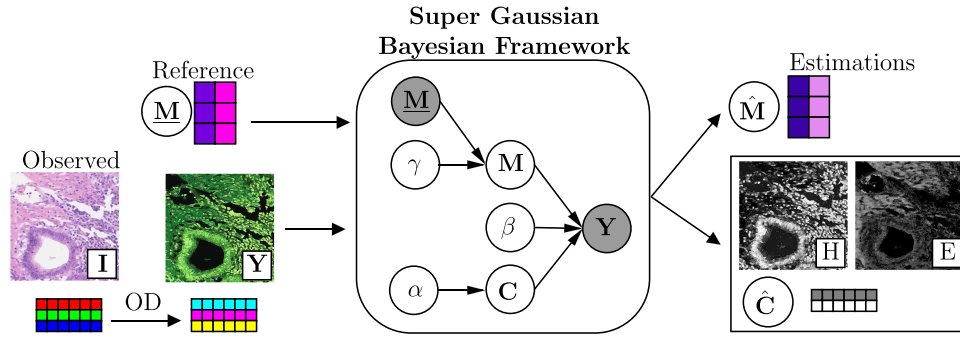 Super Gaussian
Bayesian Framework
Reference
M
Observed
I
Y
OD
M
γ
M
β
Y
α
C
Estimations
M̂
H
E
Ĉ